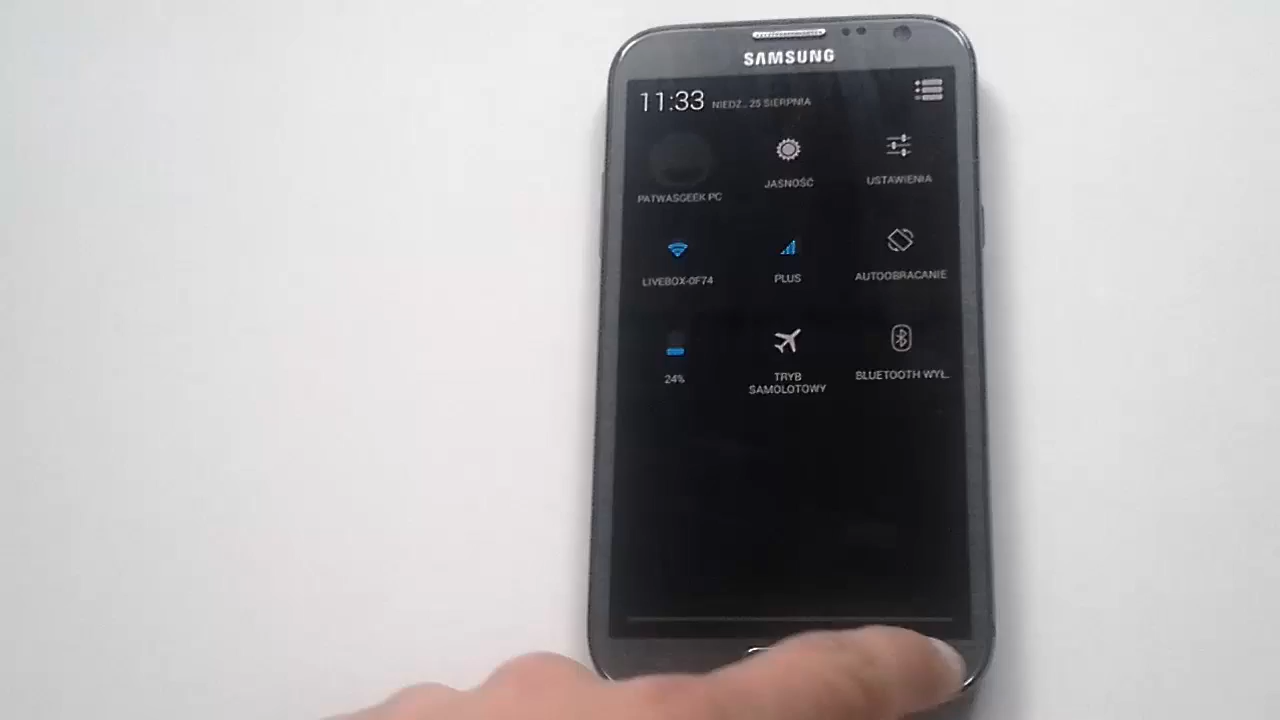 SAMSUNG
11:33 NIEDZ., 25 SIERPNIA
PATWASGEEK PC
JASNOŚĆ
USTAWIENIA
LIVEBOX-0F74
PLUS
AUTOOBRACANIE
24%
TRYB
SAMOLOTOWY
BLUETOOTH WYŁ.